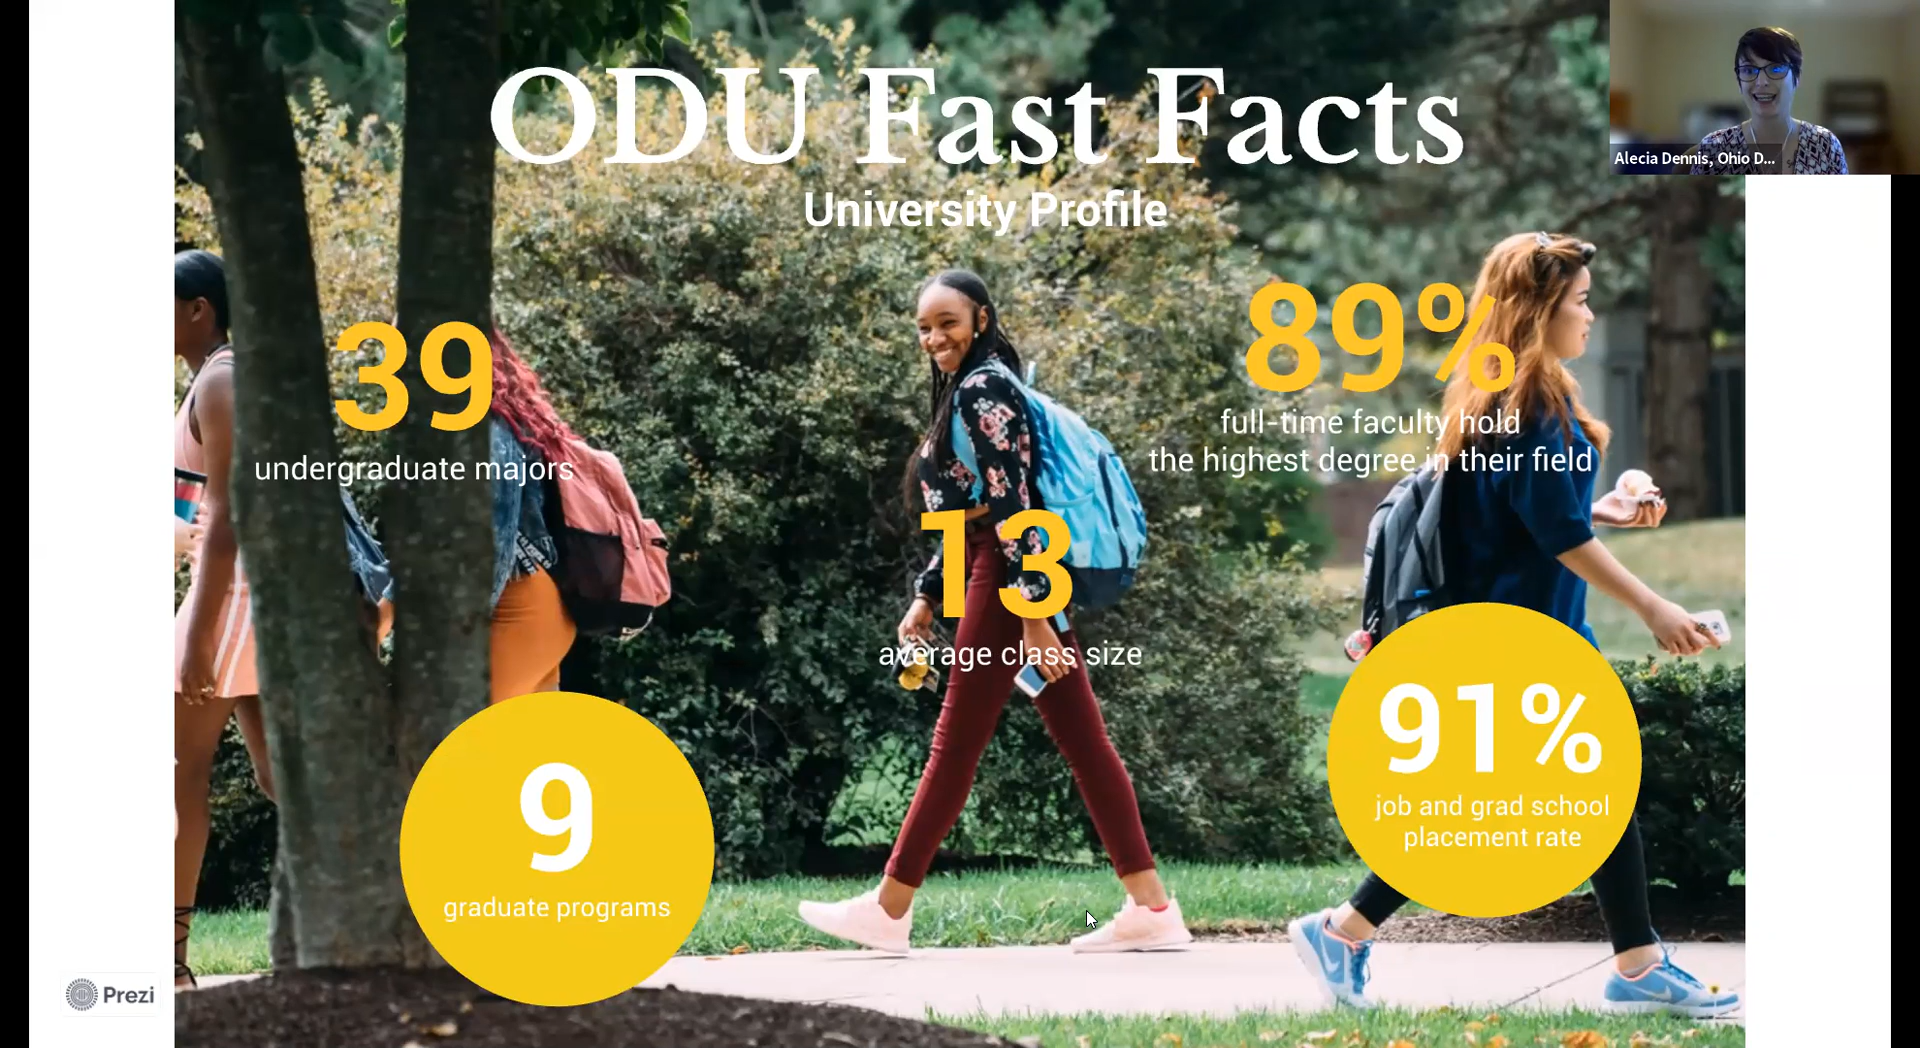 ODU Fast Facts
University Profile
Alecia Dennis, Ohio D...
39
undergraduate majors
89%
full-time faculty hold
the highest degree in their field
13
average class size
9
graduate programs
91%
job and grad school
placement rate
Prezi